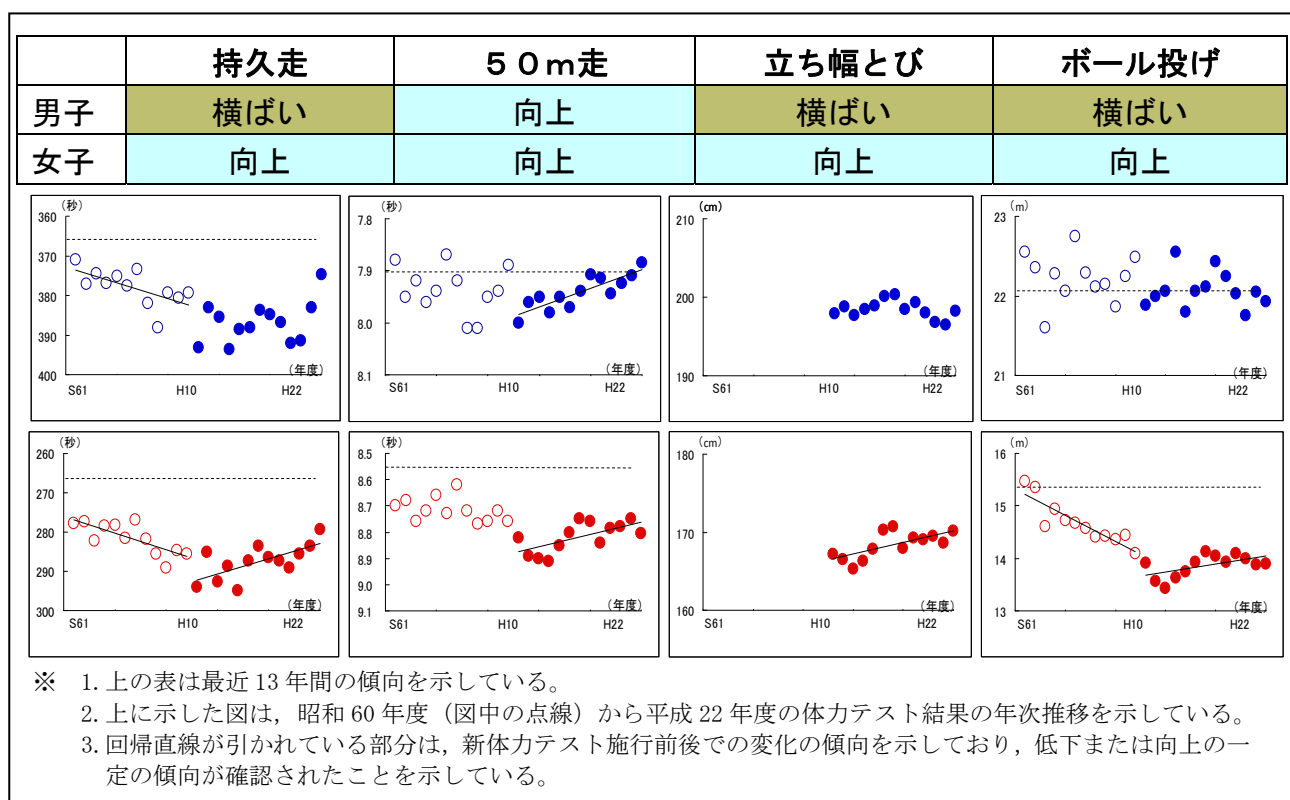 持久走 ５０ｍ走 立ち幅とび ボール投げ
男子 横ばい 向上 横ばい 横ばい
女子 向上 向上 向上 向上
(秒)
360
370
380
390
400
S61 H10 H22
(年度)
(秒)
7.8
7.9
8.0
8.1
S61 H10 H22
(年度)
(cm)
210
200
190
S61 H10 H22
(年度)
(m)
23
22
21
S61 H10 H22
(年度)
(秒)
260
270
280
290
300
S61 H10 H22
(年度)
(秒)
8.5
8.6
8.7
8.8
8.9
9.0
9.1
S61 H10 H22
(年度)
(cm)
180
170
160
S61 H10 H22
(年度)
(m)
16
15
14
13
S61 H10 H22
(年度)
※ 1. 上の表は最近 13 年間の傾向を示している。
2. 上に示した図は，昭和 60 年度（図中の点線）から平成 22 年度の体力テスト結果の年次推移を示している。
3. 回帰直線が引かれている部分は，新体力テスト施行前後での変化の傾向を示しており，低下または向上の一
定の傾向が確認されたことを示している。